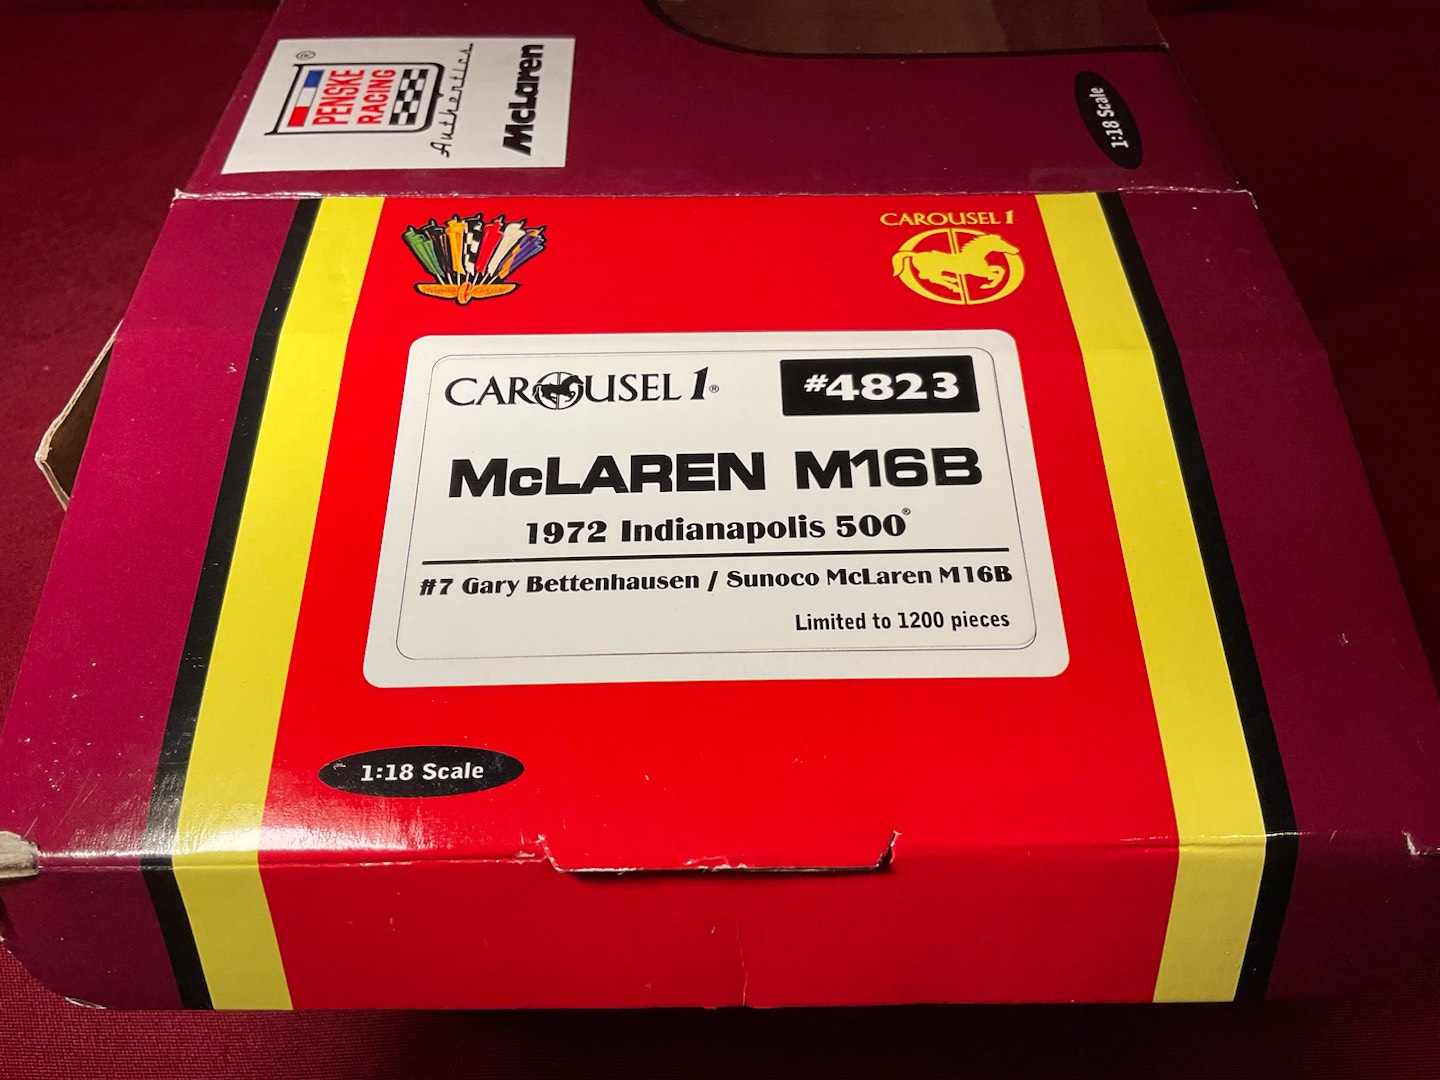 PENSKE
RACING
®
Authentics
McLaren
1:18 Scale
CAROUSEL 1
CAROUSEL 1®
#4823
McLAREN M16B
1972 Indianapolis 500®
#7 Gary Bettenhausen / Sunoco McLaren M16B
Limited to 1200 pieces
1:18 Scale